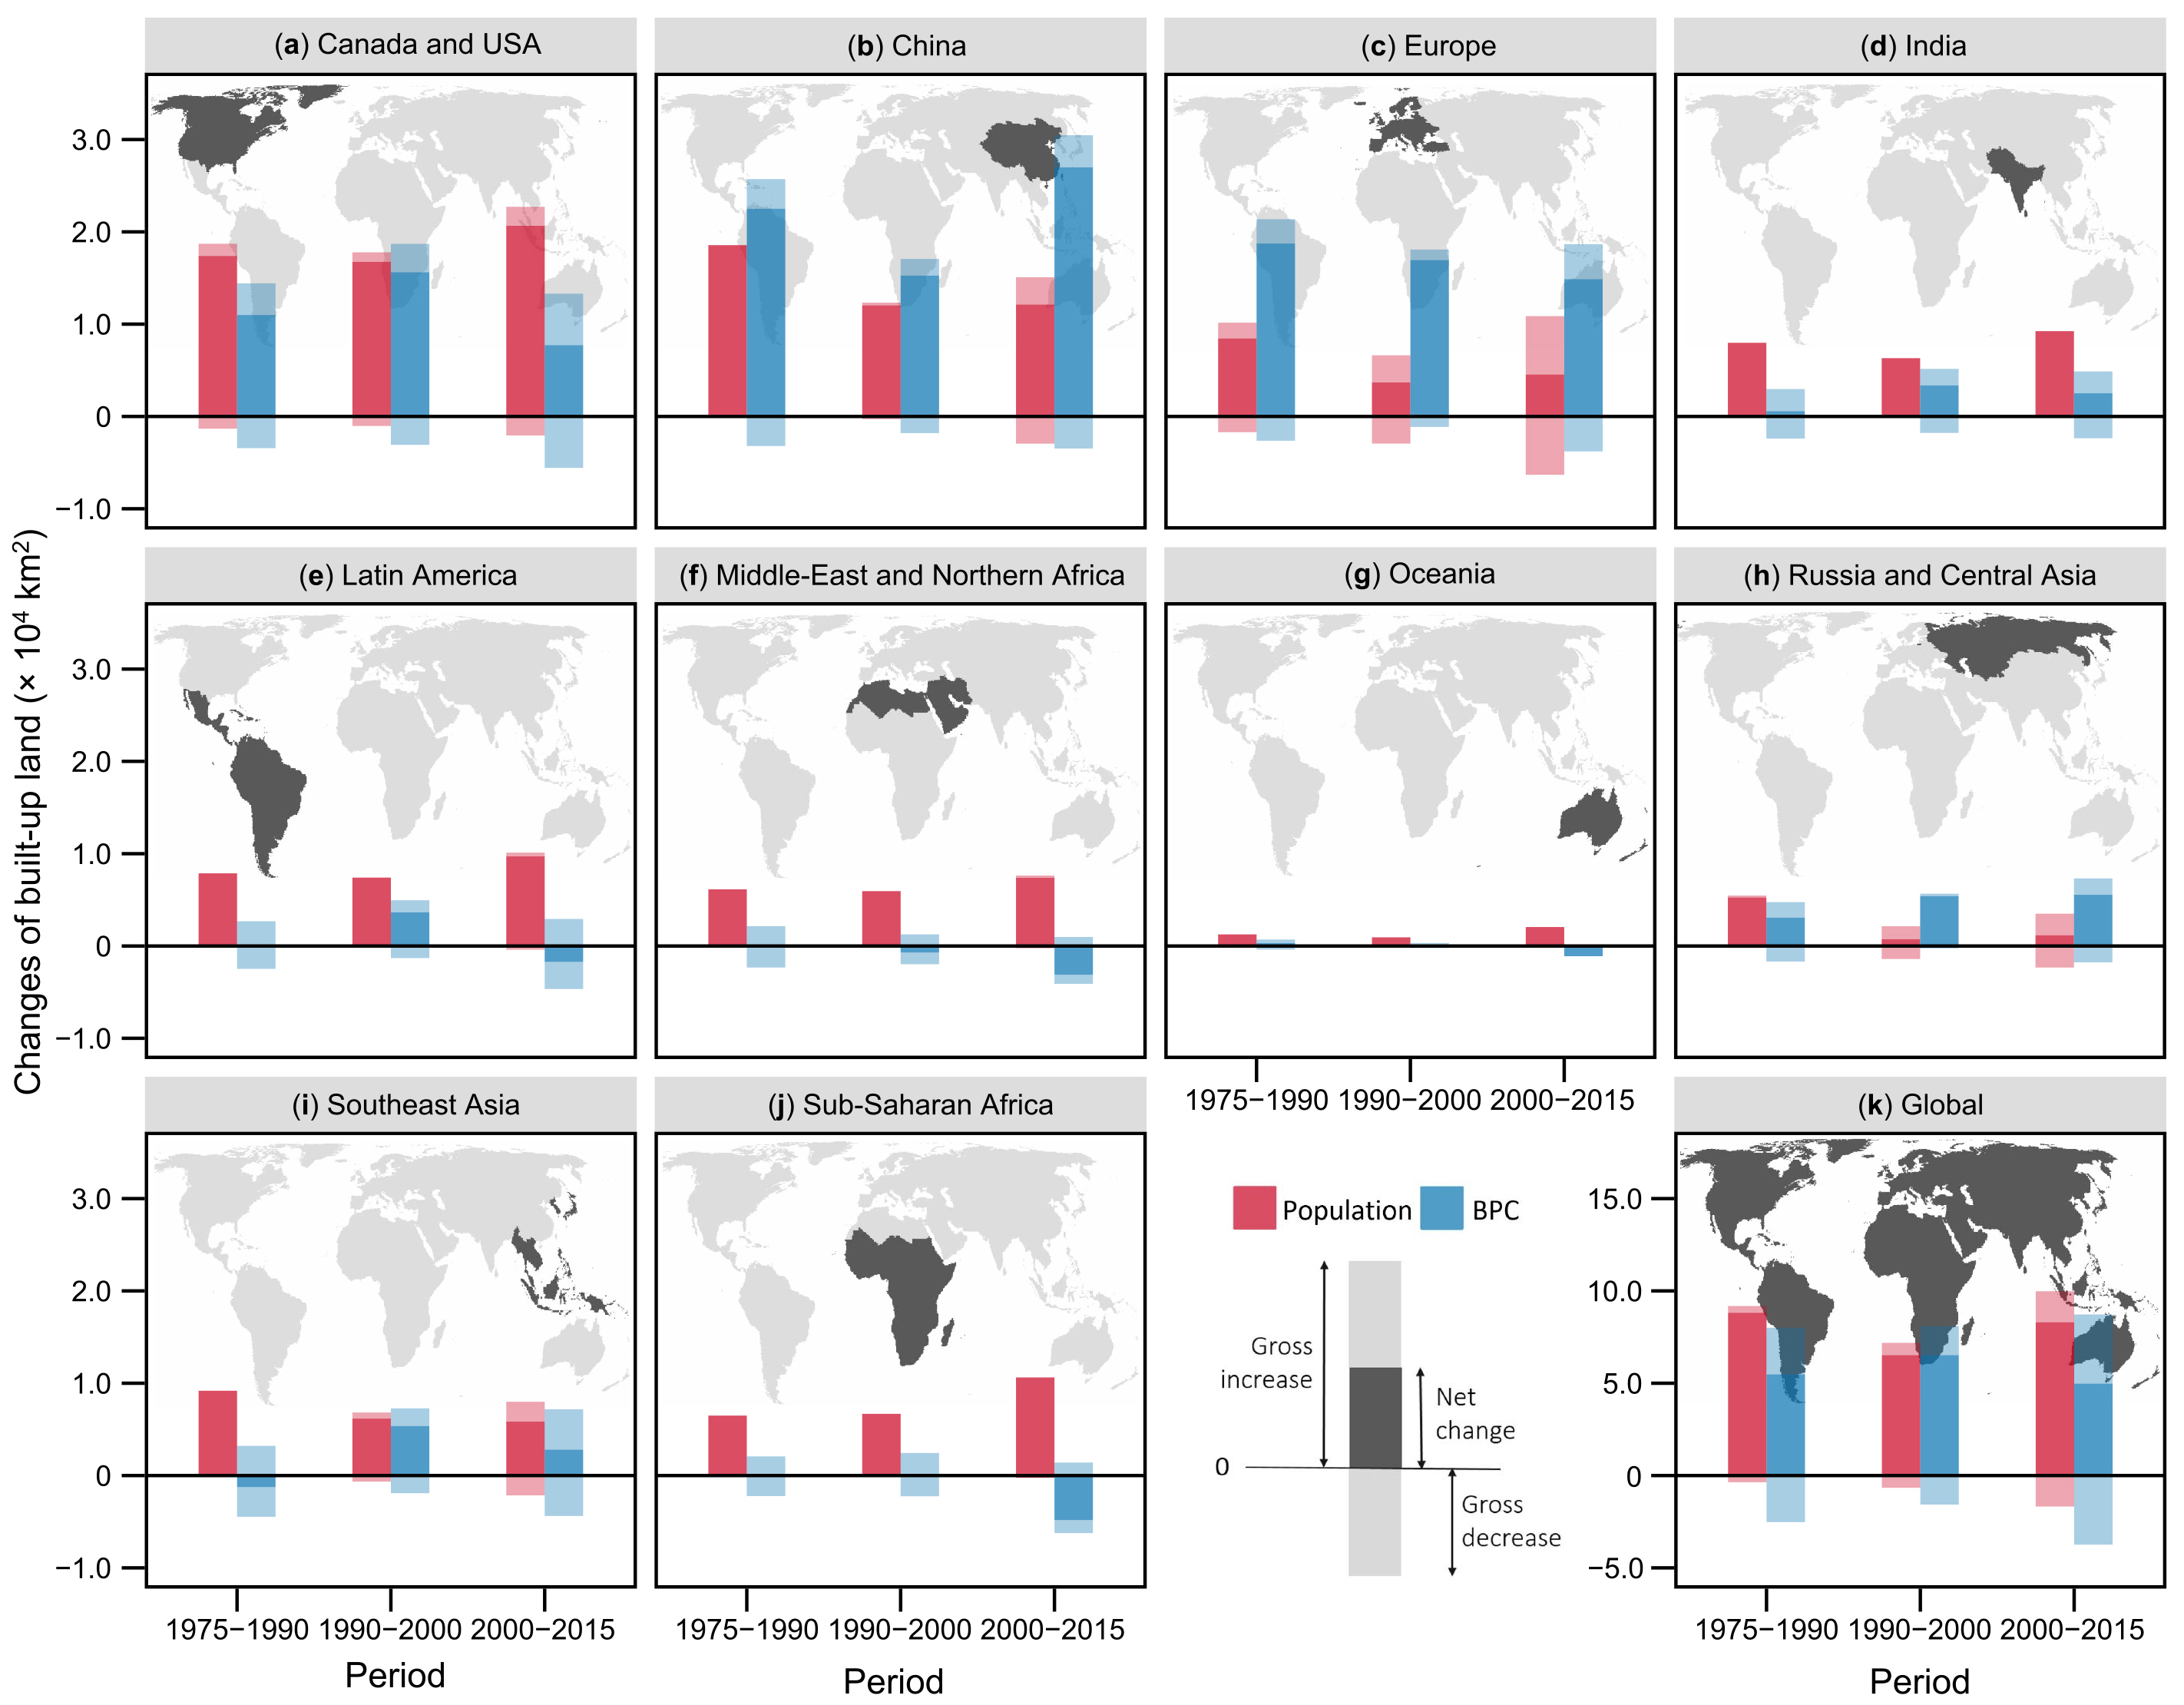 (a) Canada and USA
(b) China
(c) Europe
(d) India
3.0
2.0
1.0
0
−1.0
Changes of built-up land (× 10⁴ km²)
(e) Latin America
(f) Middle-East and Northern Africa
(g) Oceania
(h) Russia and Central Asia
3.0
2.0
1.0
0
−1.0
1975−1990 1990−2000 2000−2015
(i) Southeast Asia
(j) Sub-Saharan Africa
(k) Global
3.0
2.0
1.0
0
−1.0
Population BPC
Gross
increase
Net
change
0
Gross
decrease
15.0
10.0
5.0
0
−5.0
1975−1990 1990−2000 2000−2015
1975−1990 1990−2000 2000−2015
1975−1990 1990−2000 2000−2015
Period
Period
Period